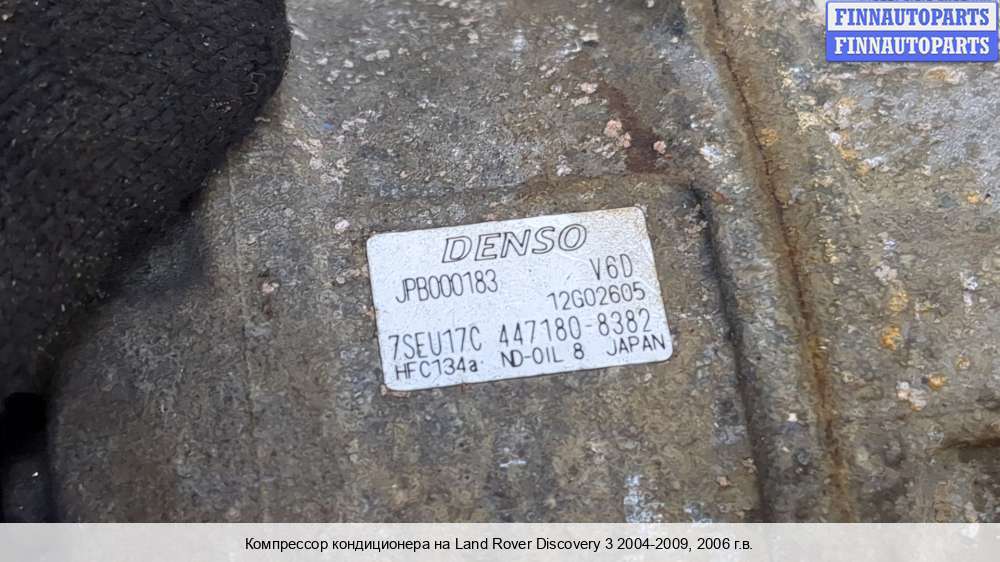 FINNAUTOPARTS
FINNAUTOPARTS
DENSO
JPB000183 V6D
12G02605
7SEU17C 447180-8382
HFC134a ND-OIL 8 JAPAN
Компрессор кондиционера на Land Rover Discovery 3 2004-2009, 2006 г.в.